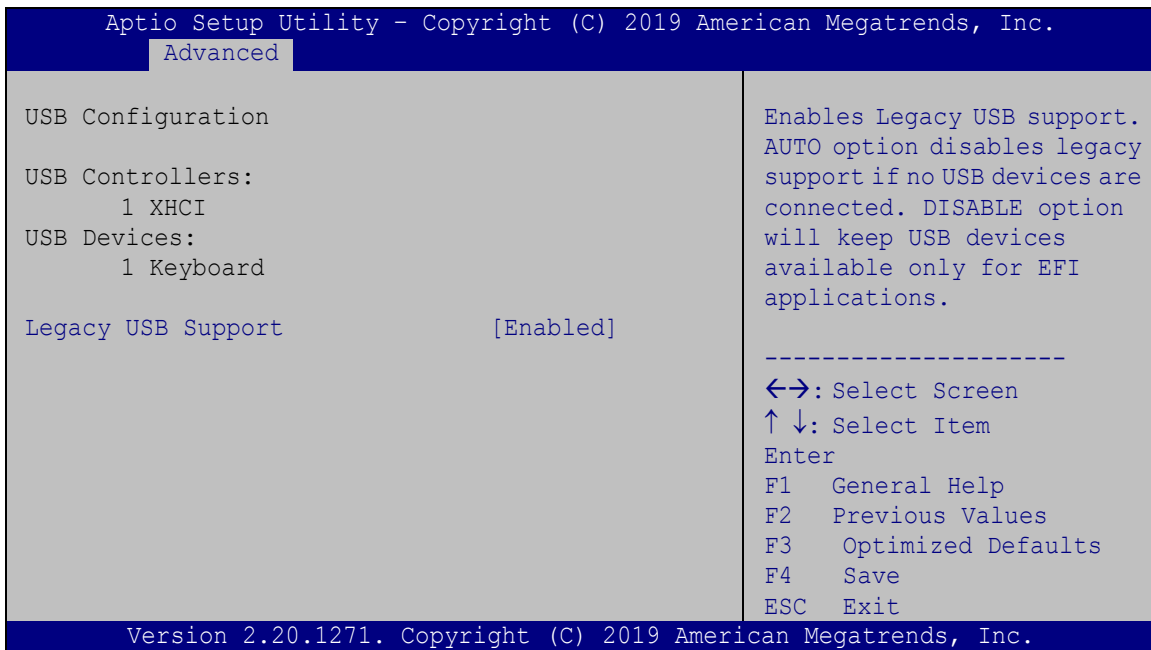 Aptio Setup Utility – Copyright (C) 2019 American Megatrends, Inc.
Advanced
USB Configuration
USB Controllers:
1 XHCI
USB Devices:
1 Keyboard
Legacy USB Support [Enabled]
Enables Legacy USB support.
AUTO option disables legacy
support if no USB devices are
connected. DISABLE option
will keep USB devices
available only for EFI
applications.
---------------------
←→: Select Screen
↑ ↓: Select Item
Enter
F1 General Help
F2 Previous Values
F3 Optimized Defaults
F4 Save
ESC Exit
Version 2.20.1271. Copyright (C) 2019 American Megatrends, Inc.